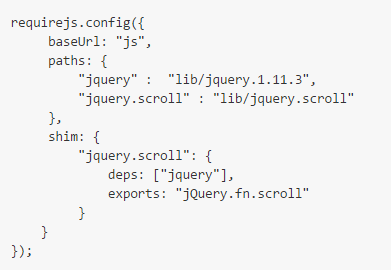 requirejs.config({
     baseUrl: "js",
     paths: {
         "jquery" :  "lib/jquery.1.11.3",
         "jquery.scroll" : "lib/jquery.scroll"
     },
     shim: {
         "jquery.scroll": {
             deps: ["jquery"],
             exports: "jQuery.fn.scroll"
         }
    }
});